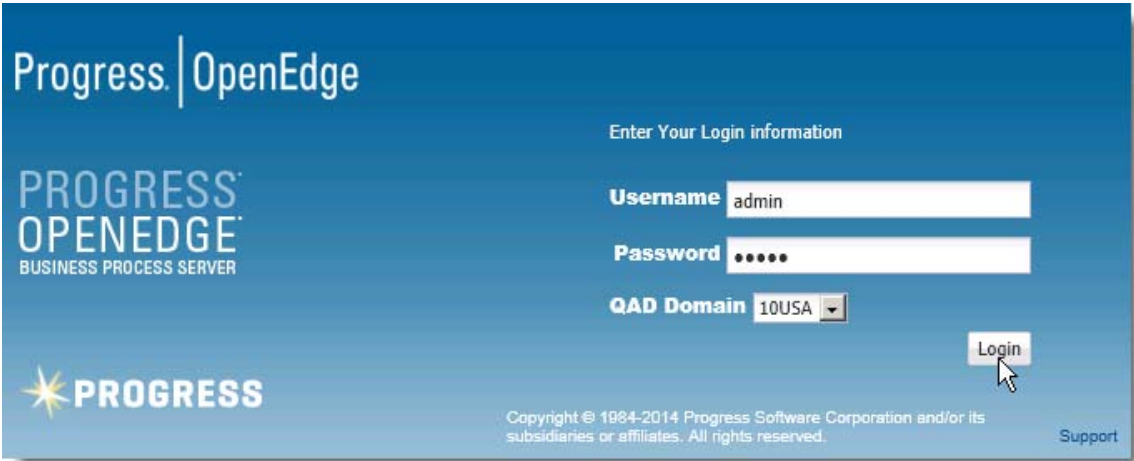 Progress. | OpenEdge
Enter Your Login information
PROGRESS
OPENEDGE
BUSINESS PROCESS SERVER
Username admin
Password •••••
QAD Domain 10USA
Login
PROGRESS
Copyright © 1984-2014 Progress Software Corporation and/or its
subsidiaries or affiliates. All rights reserved.
Support